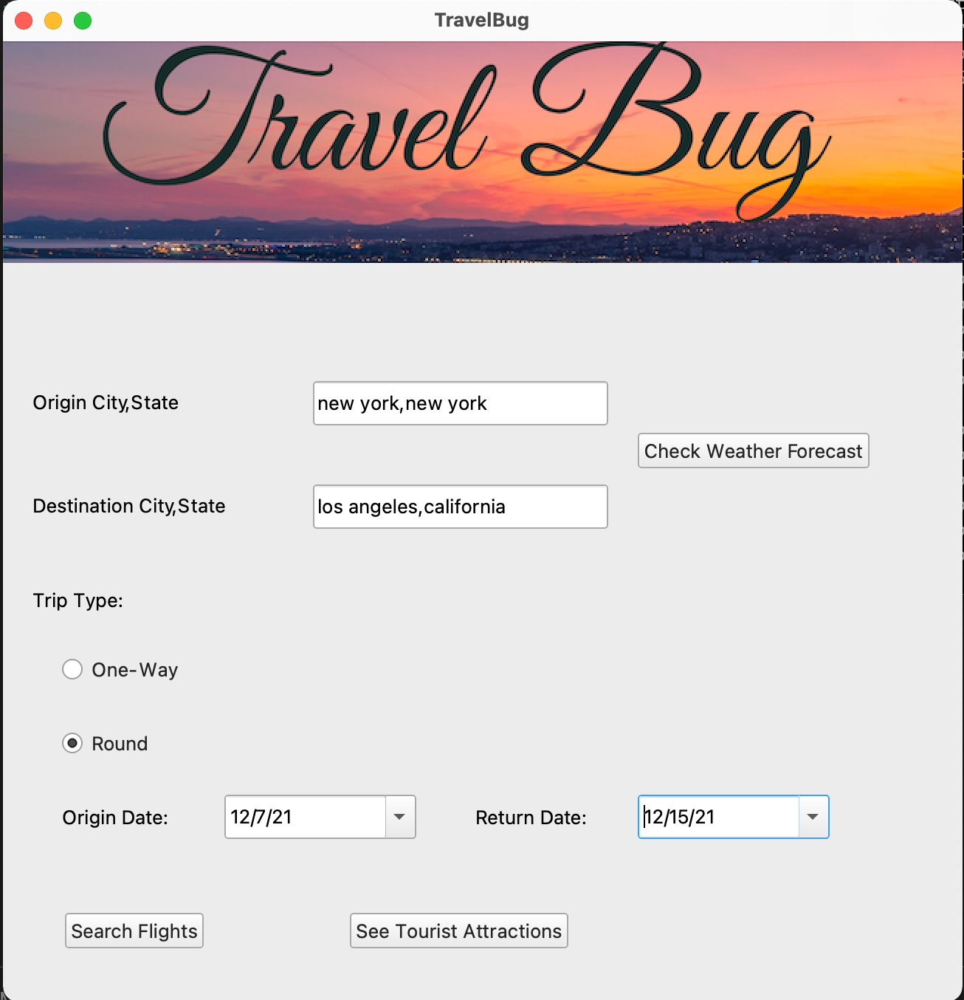 TravelBug
Travel Bug
Origin City,State
new york,new york
Check Weather Forecast
Destination City,State
los angeles,california
Trip Type:
One-Way
Round
Origin Date: 12/7/21 Return Date: 12/15/21
Search Flights See Tourist Attractions